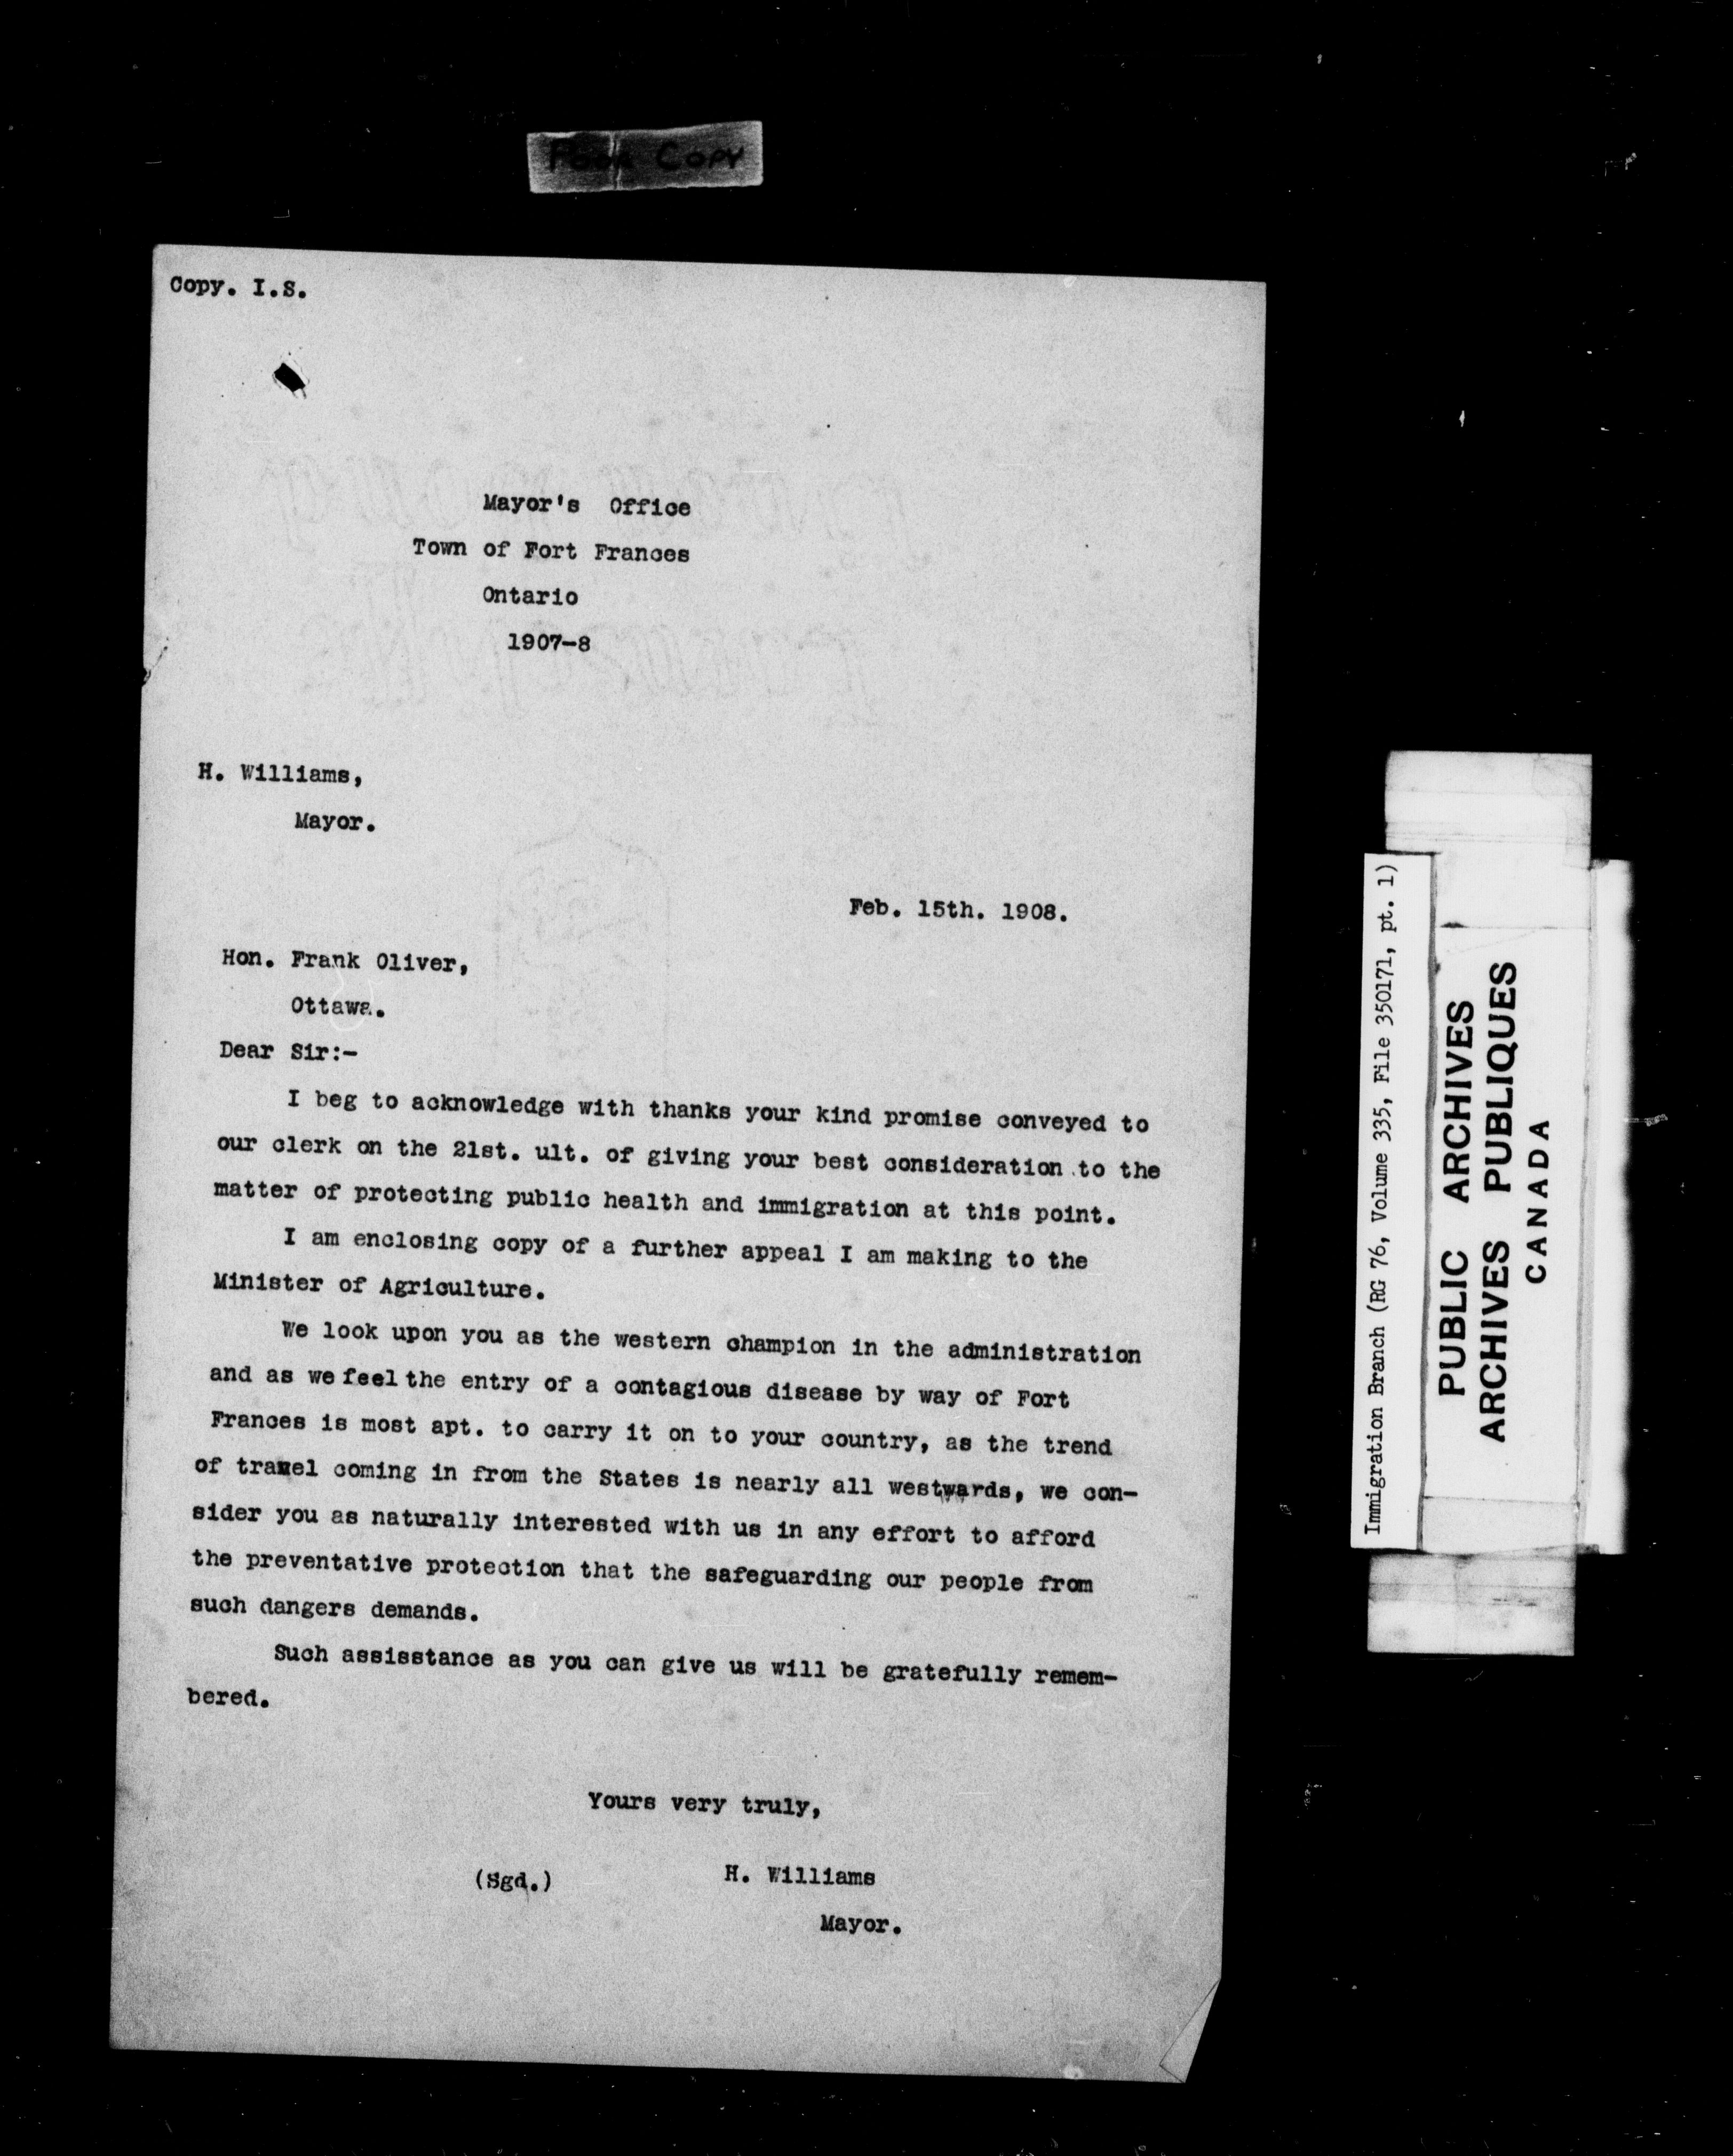 Poor Copy
Copy. I.S.
Mayor's Office
Town of Fort Frances
Ontario
1907-8
H. Williams,
Mayor.
Feb. 15th. 1908.
Hon. Frank Oliver,
Ottawa.
Dear Sir:-
I beg to acknowledge with thanks your kind promise conveyed to
our clerk on the 21st. ult. of giving your best consideration to the
matter of protecting public health and immigration at this point.
I am enclosing copy of a further appeal I am making to the
Minister of Agriculture.
We look upon you as the western champion in the administration
and as we feel the entry of a contagious disease by way of Fort
Frances is most apt. to carry it on to your country, as the trend
of travel coming in from the States is nearly all westwards, we con-
sider you as naturally interested with us in any effort to afford
the preventative protection that the safeguarding our people from
such dangers demands.
Such assisstance as you can give us will be gratefully remem-
bered.
Yours very truly,
(Sgd.) H. Williams
Mayor.
Immigration Branch (RG 76, Volume 335, File 350171, pt. 1)
PUBLIC ARCHIVES
ARCHIVES PUBLIQUES
CANADA